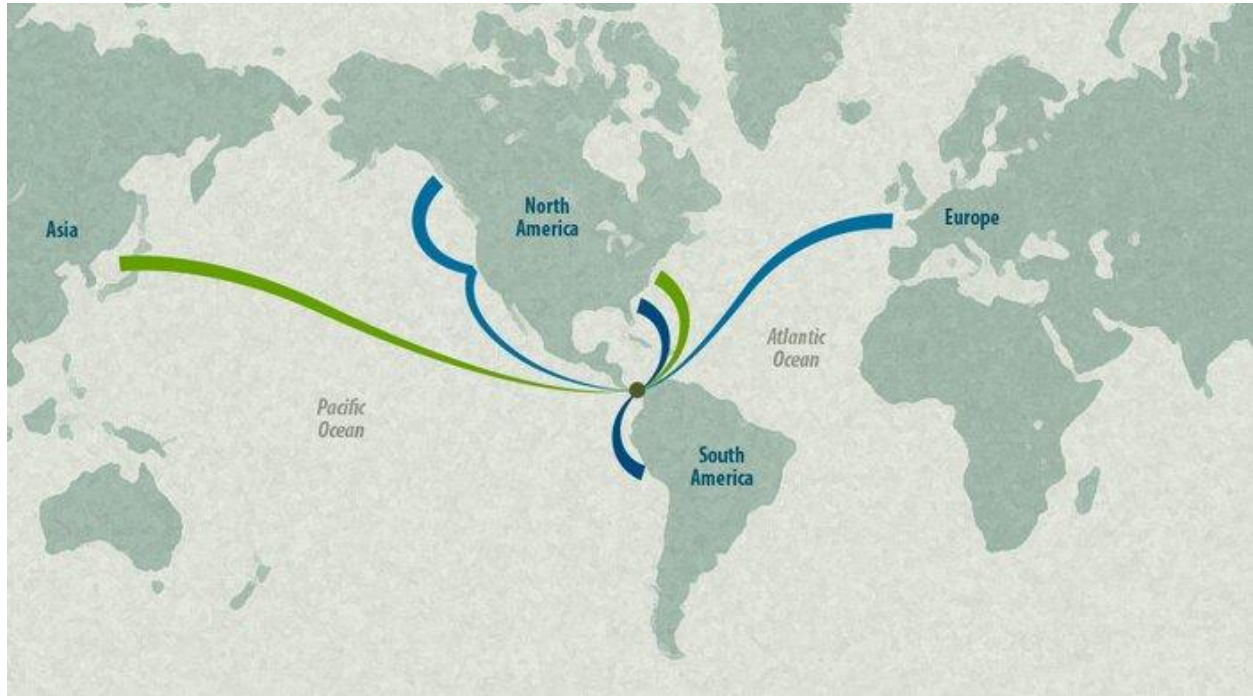 North
America
Asia
Europe
Atlantic
Ocean
Pacific
Ocean
South
America